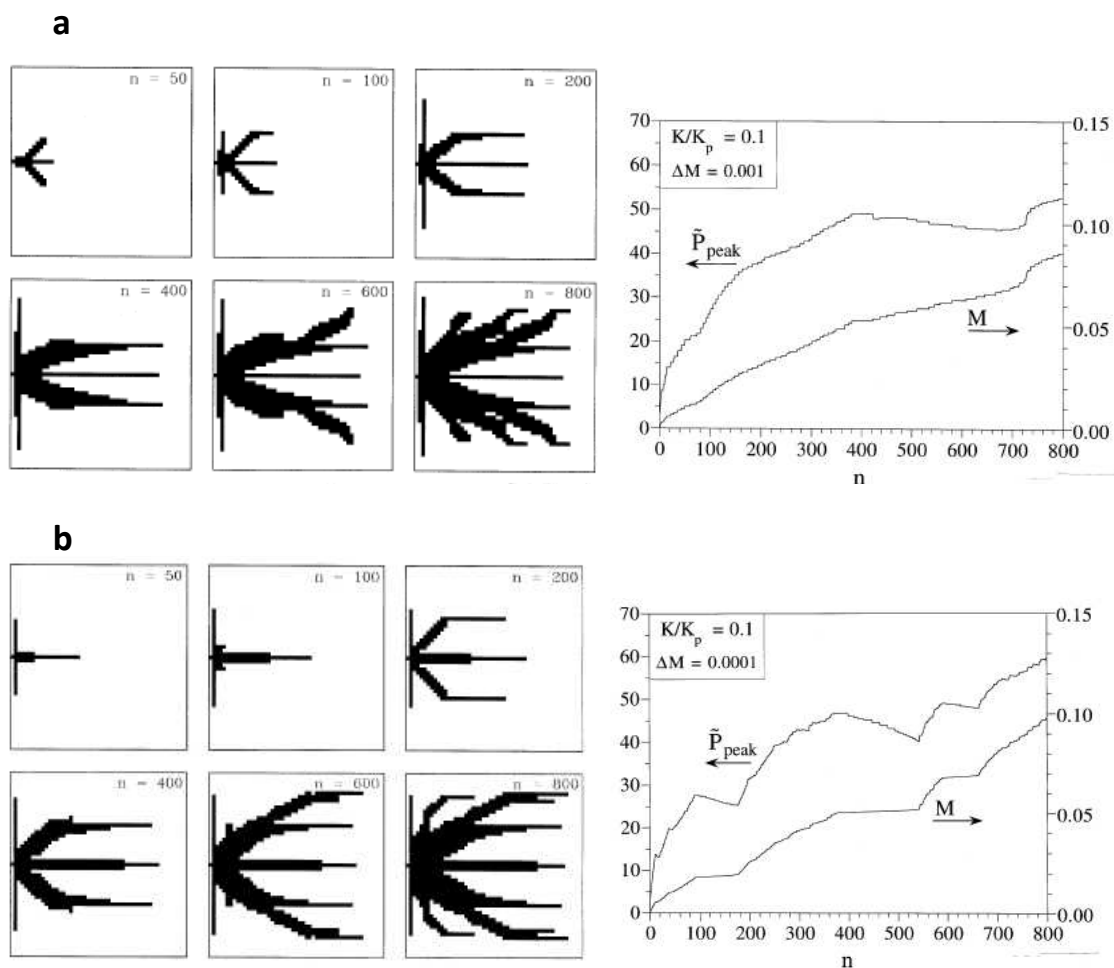 a
n = 50
n - 100
n = 200
n = 400
n = 600
n - 800
K/Kp = 0.1
ΔM = 0.001
P̃peak
M
70
60
50
40
30
20
10
0
0.15
0.10
0.05
0.00
0 100 200 300 400 500 600 700 800
n
b
n = 50
n - 100
n = 200
n = 400
n = 600
n = 800
K/Kp = 0.1
ΔM = 0.0001
P̃peak
M
70
60
50
40
30
20
10
0
0.15
0.10
0.05
0.00
0 100 200 300 400 500 600 700 800
n